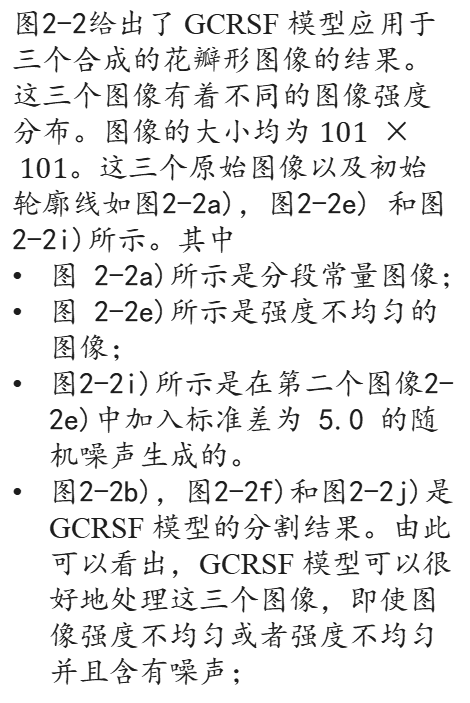 图2-2给出了 GCRSF 模型应用于
三个合成的花瓣形图像的结果。
这三个图像有着不同的图像强度
分布。图像的大小均为 101 ×
101。这三个原始图像以及初始
轮廓线如图2-2a), 图2-2e) 和图
2-2i)所示。其中
• 图 2-2a)所示是分段常量图像;
• 图 2-2e)所示是强度不均匀的
图像;
• 图2-2i)所示是在第二个图像2-
2e)中加入标准差为 5.0 的随
机噪声生成的。
• 图2-2b), 图2-2f)和图2-2j)是
GCRSF 模型的分割结果。由此
可以看出, GCRSF 模型可以很
好地处理这三个图像, 即使图
像强度不均匀或者强度不均匀
并且含有噪声;